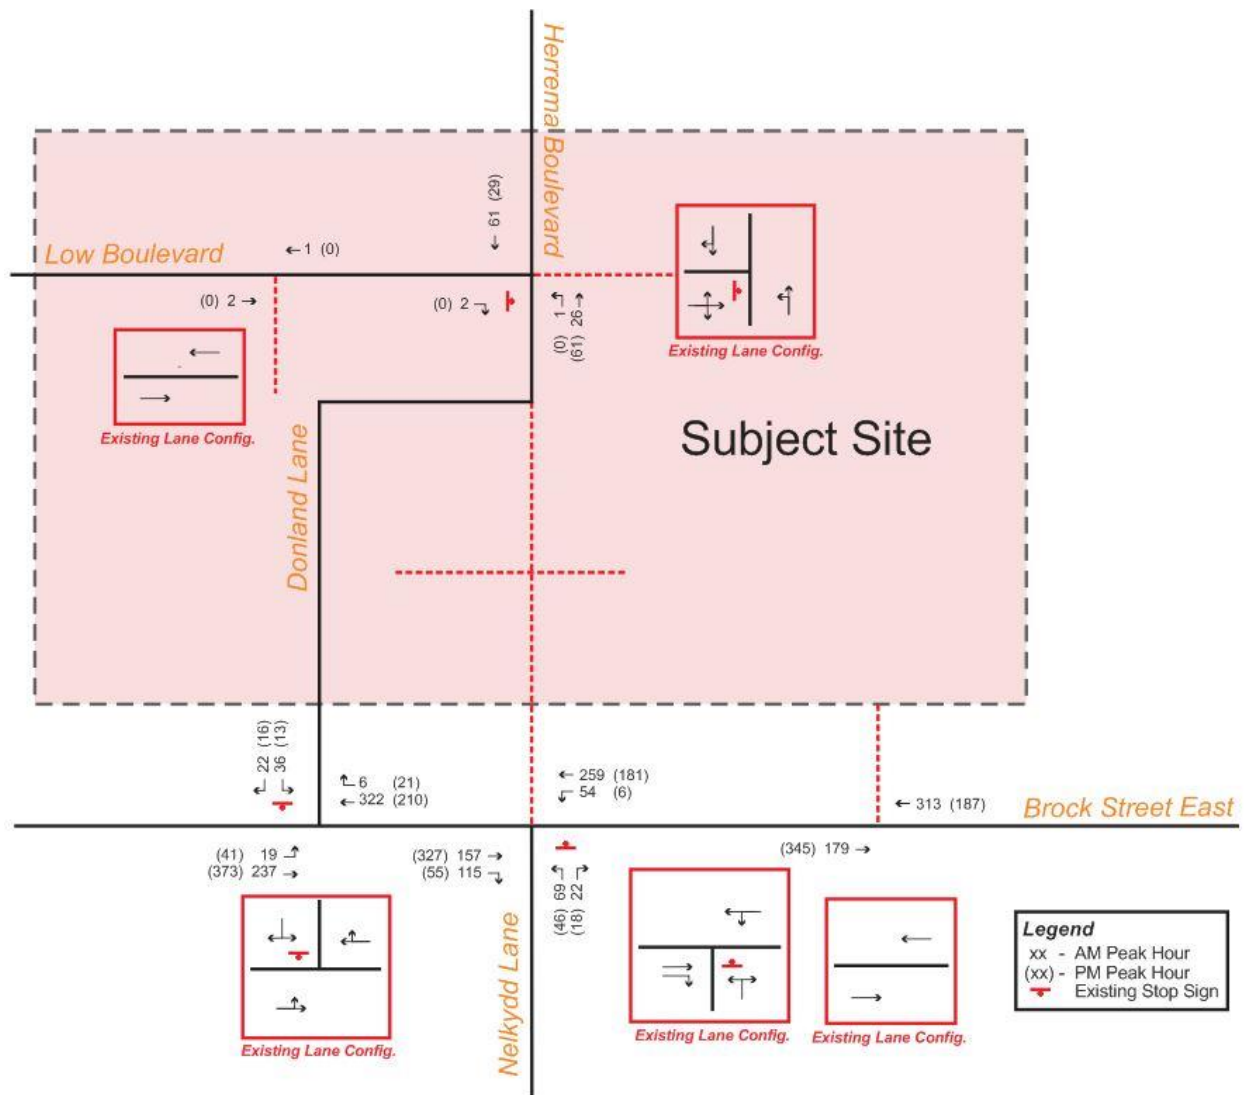 Herrema Boulevard
61 (29)
Low Boulevard
1 (0)
(0) 2
(0) 2
(0) 1
(61) 26
Existing Lane Config.
Existing Lane Config.
Subject Site
Donland Lane
22 (16)
36 (13)
6 (21)
322 (210)
259 (181)
54 (6)
313 (187)
Brock Street East
(41) 19
(373) 237
(327) 157
(55) 115
(345) 179
(46) 69
(18) 22
Nelkydd Lane
Existing Lane Config.
Existing Lane Config.
Existing Lane Config.
Legend
xx - AM Peak Hour
(xx) - PM Peak Hour
Existing Stop Sign